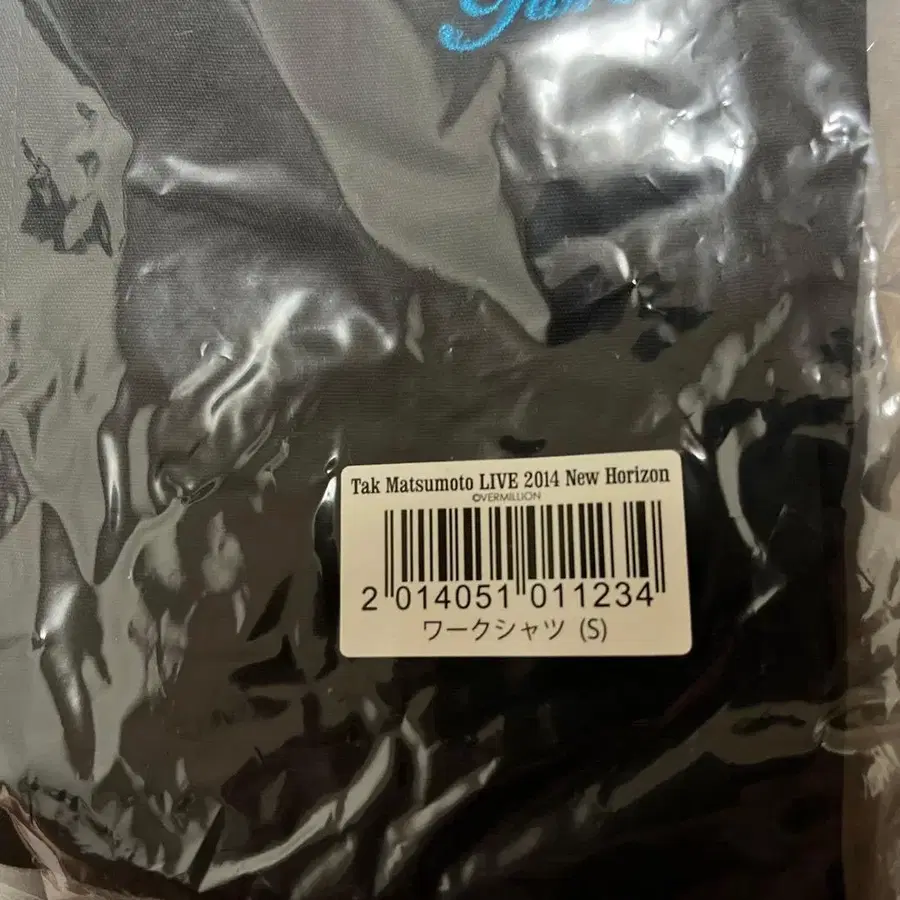 Tak Matsumoto LIVE 2014 New Horizon
©VERMILLION
2 014051 011234
ワークシャツ (S)